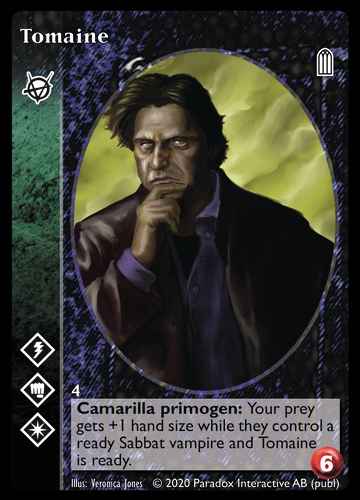 Tomaine
4
Camarilla primogen: Your prey
gets +1 hand size while they control a
ready Sabbat vampire and Tomaine
is ready.
6
Illus: Veronica Jones © 2020 Paradox Interactive AB (publ)